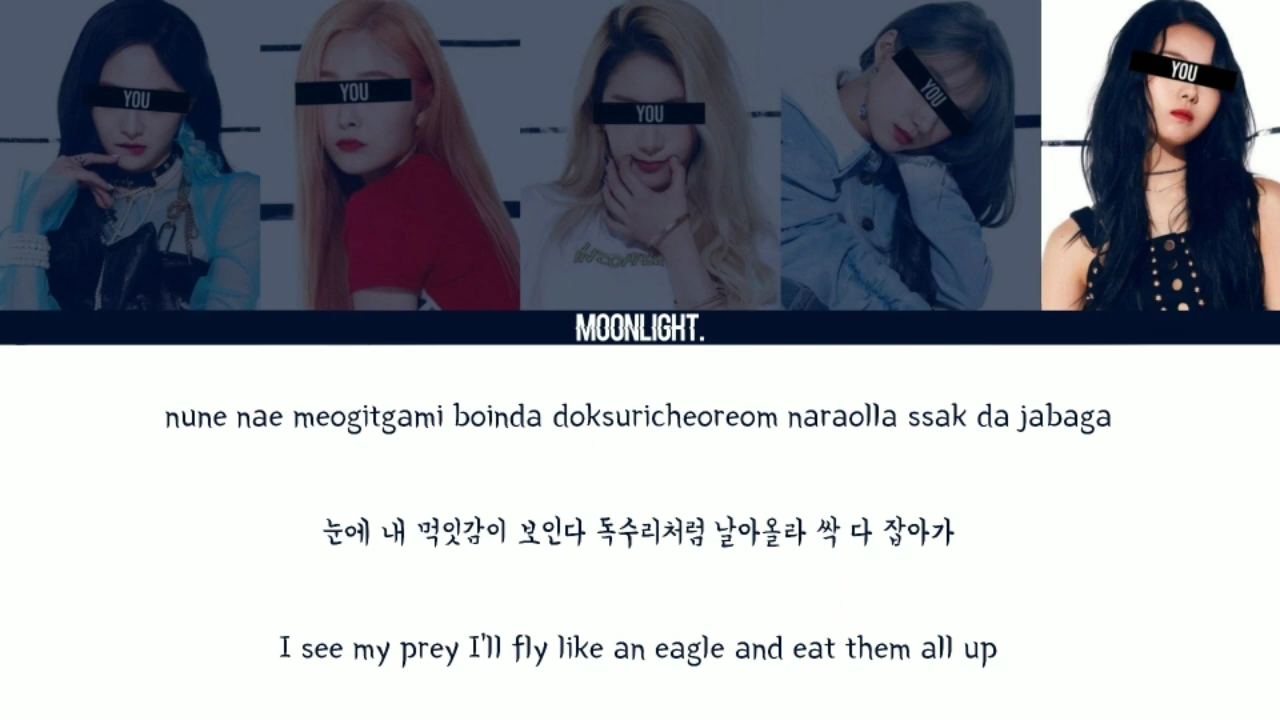 YOU
YOU
YOU
YOU
YOU
MOONLIGHT.
nune nae meogitgami boinda doksuricheoreom naraolla ssak da jabaga
눈에 내 먹잇감이 보인다 독수리처럼 날아올라 싹 다 잡아가
I see my prey I'll fly like an eagle and eat them all up